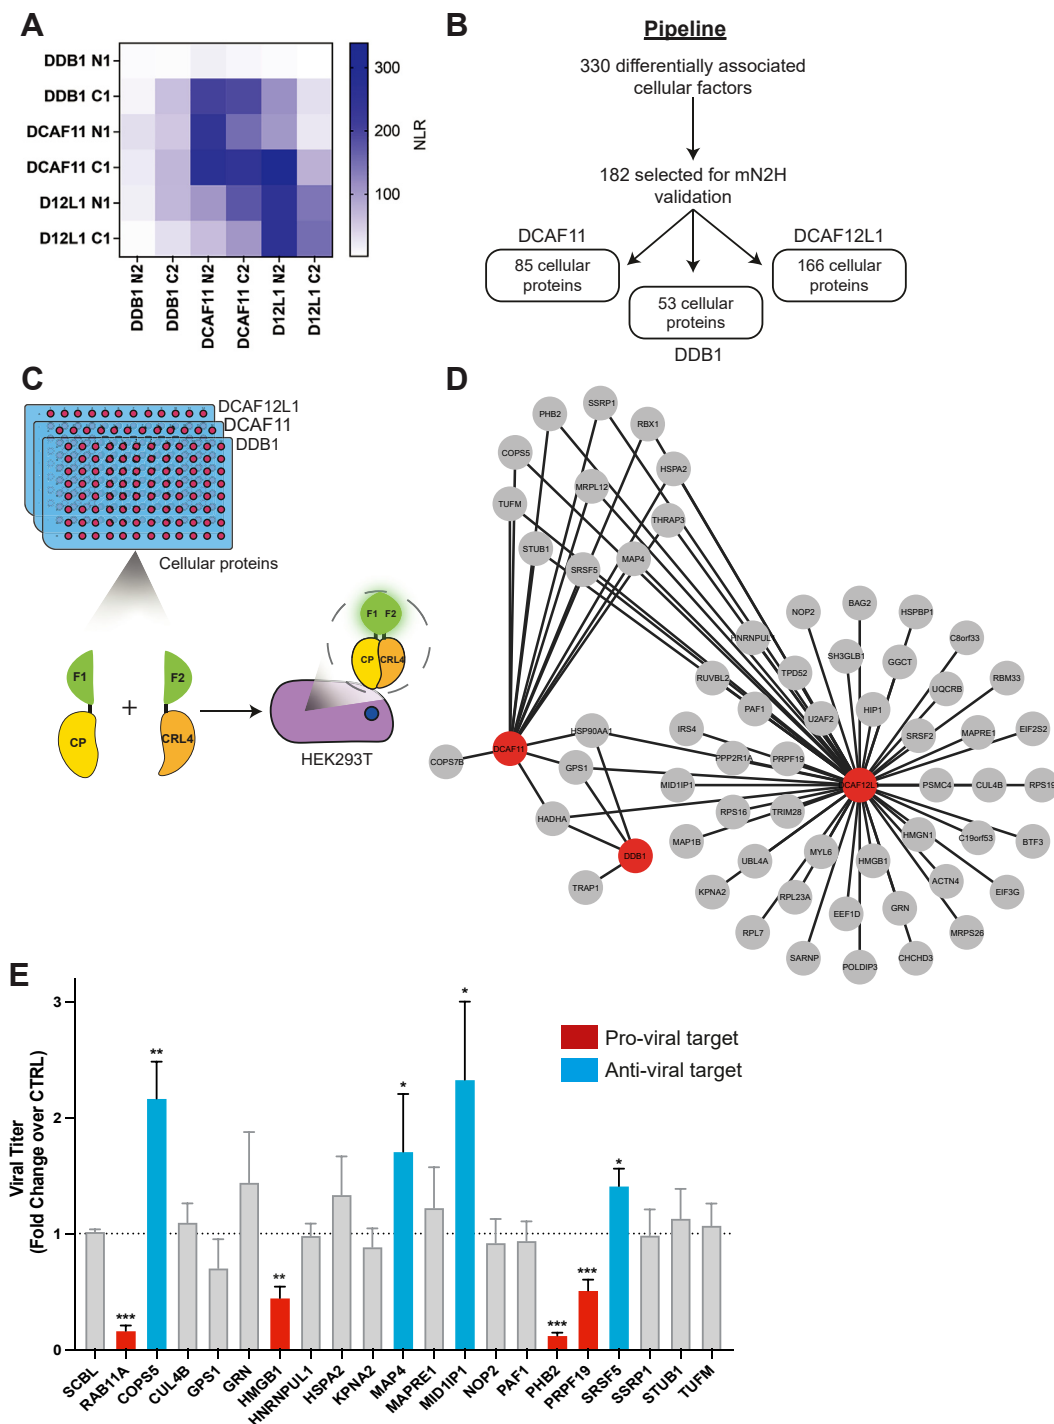 A
DDB1 N1
DDB1 C1
DCAF11 N1
DCAF11 C1
D12L1 N1
D12L1 C1
DDB1 N2
DDB1 C2
DCAF11 N2
DCAF11 C2
D12L1 N2
D12L1 C2
300
200
100
NLR
B
Pipeline
330 differentially associated
cellular factors
182 selected for mN2H
validation
DCAF11
85 cellular
proteins
53 cellular
proteins
DDB1
DCAF12L1
166 cellular
proteins
C
DCAF12L1
DCAF11
DDB1
Cellular proteins
F1
CP
+
F2
CRL4
F1 F2
CP CRL4
HEK293T
D
SSRP1
PHB2
RBX1
COPS5
HSPA2
MRPL12
TUFM
THRAP3
STUB1
MAP4
SRSF5
BAG2
NOP2
HSPBP1
HNRNPUL1
C8orf33
SH3GLB1
GGCT
TPD52
RUVBL2
RBM33
UQCRB
PAF1
HIP1
U2AF2
IRS4
HSP90AA1
SRSF2
MAPRE1
EIF2S2
DCAF11
COPS7B
PPP2R1A
PRPF19
GPS1
MID1IP1
DCAF12L1
PSMC4
CUL4B
RPS19
HADHA
RPS16
TRIM28
HMGN1
C19orf53
BTF3
MAP1B
DDB1
UBL4A
MYL6
HMGB1
TRAP1
KPNA2
RPL23A
ACTN4
EIF3G
EEF1D
GRN
RPL7
MRPS26
SARNP
POLDIP3
CHCHD3
E
Viral Titer
(Fold Change over CTRL)
3
2
1
0
***
**
**
*
*
***
***
*
Pro-viral target
Anti-viral target
SCBL
RAB11A
COPS5
CUL4B
GPS1
GRN
HMGB1
HNRNPUL1
HSPA2
KPNA2
MAP4
MAPRE1
MID1IP1
NOP2
PAF1
PHB2
PRPF19
SRSF5
SSRP1
STUB1
TUFM